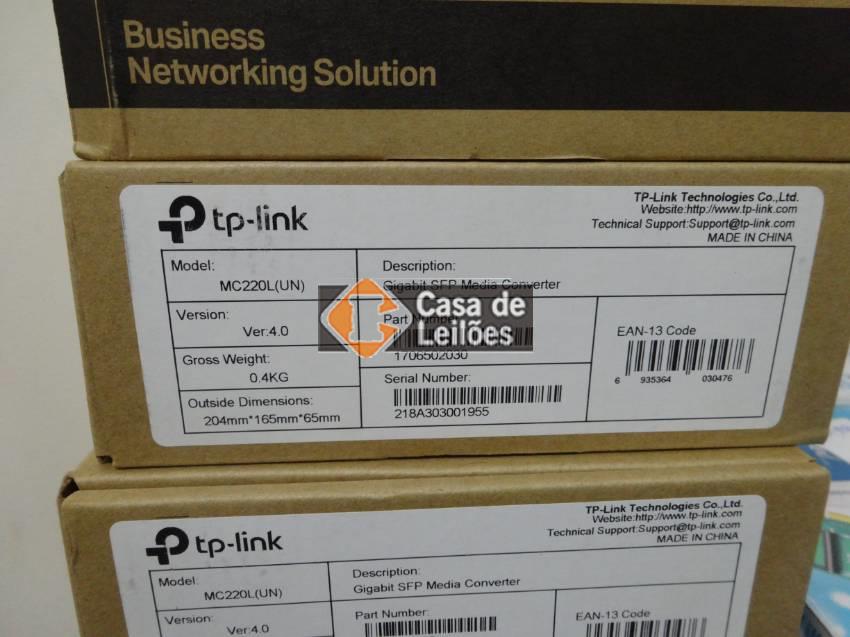 Business
Networking Solution
tp-link
TP-Link Technologies Co.,Ltd.
Website:http://www.tp-link.com
Technical Support:Support@tp-link.com
MADE IN CHINA
Model:
MC220L(UN)
Description:
Gigabit SFP Media Converter
Version:
Ver:4.0
Part Number:
1706502030
Gross Weight:
0.4KG
Serial Number:
218A303001955
Outside Dimensions:
204mm*165mm*65mm
EAN-13 Code
6 935364 030476
Casa de
Leilões
tp-link
TP-Link Technologies Co.,Ltd.
Website:http://www.tp-link.com
Technical Support:Support@tp-link.com
MADE IN CHINA
Model:
MC220L(UN)
Description:
Gigabit SFP Media Converter
Version:
Ver:4.0
Part Number:
EAN-13 Code